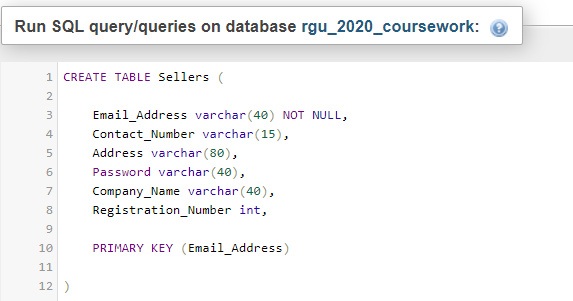 Run SQL query/queries on database rgu_2020_coursework:
1 CREATE TABLE Sellers (
2
3 Email_Address varchar(40) NOT NULL,
4 Contact_Number varchar(15),
5 Address varchar(80),
6 Password varchar(40),
7 Company_Name varchar(40),
8 Registration_Number int,
9
10 PRIMARY KEY (Email_Address)
11
12 )